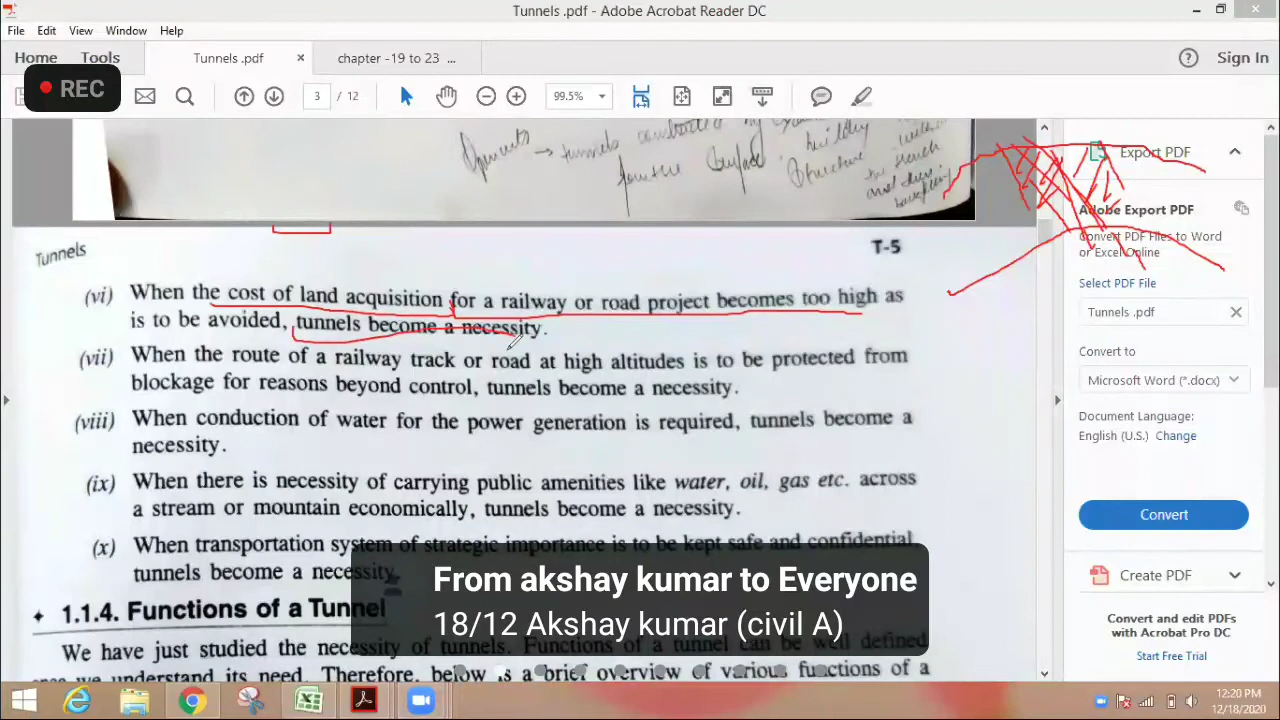 Tunnels .pdf - Adobe Acrobat Reader DC
File Edit View Window Help
Home Tools Tunnels .pdf × chapter -19 to 23 ... Sign In
REC
3 / 12 99.5%
→ tunnels constructed
building
Structure
Tunnels T-5
(vi) When the cost of land acquisition for a railway or road project becomes too high as
is to be avoided, tunnels become a necessity.
(vii) When the route of a railway track or road at high altitudes is to be protected from
blockage for reasons beyond control, tunnels become a necessity.
(viii) When conduction of water for the power generation is required, tunnels become a
necessity.
(ix) When there is necessity of carrying public amenities like water, oil, gas etc. across
a stream or mountain economically, tunnels become a necessity.
(x) When transportation system of strategic importance is to be kept safe and confidential
tunnels become a necessity
1.1.4. Functions of a Tunnel
We have just studied the necessity of tunnels. Functions of a tunnel can be well defined
we understand its need. Therefore, below is a brief overview of various functions of a
From akshay kumar to Everyone
18/12 Akshay kumar (civil A)
Export PDF
Adobe Export PDF
Convert PDF Files to Word
or Excel Online
Select PDF File
Tunnels .pdf ×
Convert to
Microsoft Word (*.docx)
Document Language:
English (U.S.) Change
Convert
Create PDF
Convert and edit PDFs
with Acrobat Pro DC
Start Free Trial
12:20 PM
12/18/2020